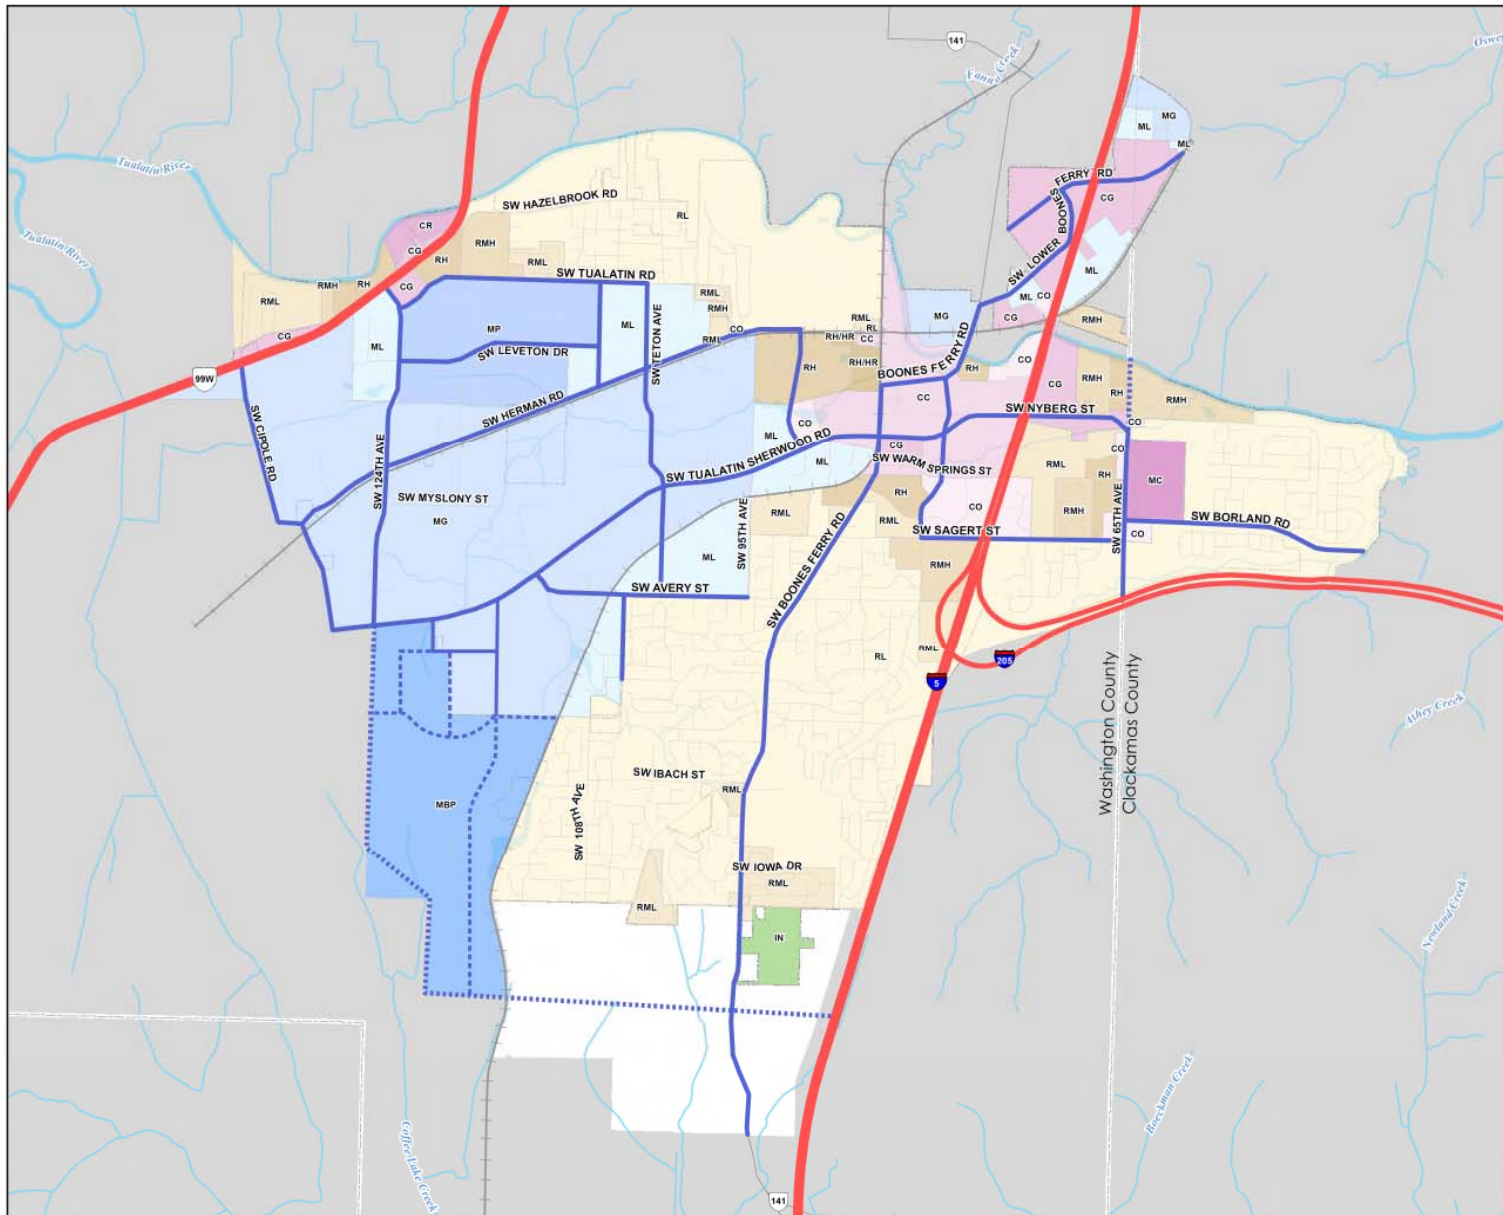 141
Fanno Creek
MG
ML
ML
Tualatin River
SW HAZELBROOK RD
RL
CR
CG
RH
RMH
RML
SW LOWER BOONES FERRY RD
CG
ML
ML
CO
CG
MG
RMH
Tualatin River
RML
RMH
RH
CG
CG
SW TUALATIN RD
MP
ML
ML
SW LEVETON DR
SW TETON AVE
RML
RMH
CO
RML
RML
RL
CC
RH/HR
RH/HR
RH
BOONES FERRY RD
RH
CO
CG
RMH
RH
RMH
99W
SW CIPOLE RD
SW HERMAN RD
SW 124TH AVE
CC
SW NYBERG ST
CO
CO
ML
CO
SW TUALATIN SHERWOOD RD
ML
CG
SW WARM SPRINGS ST
RML
RH
MC
SW MYSLONY ST
MG
RH
CO
RMH
RML
RML
SW SAGERT ST
SW 65TH AVE
CO
SW BORLAND RD
ML
SW 95TH AVE
SW AVERY ST
RMH
SW BOONES FERRY RD
RL
RML
205
5
Washington County
Clackamas County
Athey Creek
SW IBACH ST
RML
MBP
SW 108TH AVE
SW IOWA DR
RML
RML
IN
Newland Creek
Boeckman Creek
Coffee Lake Creek
141